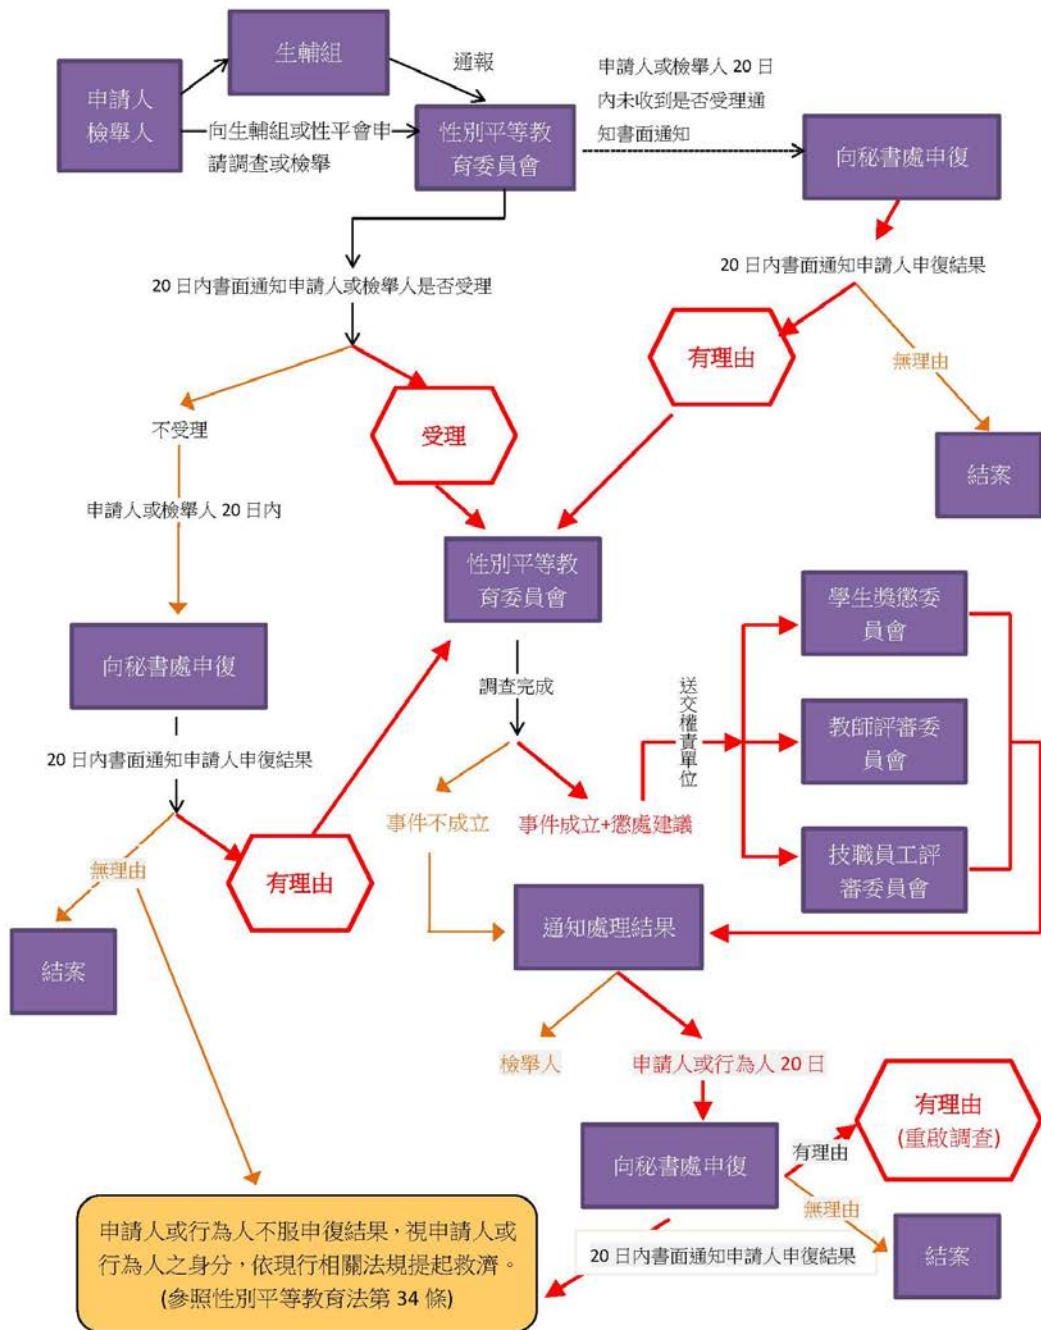 生輔組
申請人
檢舉人
通報
向生輔組或性平會申
請調查或檢舉
性別平等教
育委員會
申請人或檢舉人 20 日
內未收到是否受理通
知書面通知
向秘書處申復
20 日內書面通知申請人或檢舉人是否受理
20 日內書面通知申請人申復結果
有理由
無理由
結案
不受理
受理
申請人或檢舉人 20 日內
性別平等教
育委員會
向秘書處申復
調查完成
20 日內書面通知申請人申復結果
送交權責單位
學生獎懲委
員會
教師評審委
員會
技職員工評
審委員會
事件不成立
事件成立+懲處建議
無理由
有理由
結案
通知處理結果
檢舉人
申請人或行為人 20 日
向秘書處申復
有理由
有理由
(重啟調查)
無理由
結案
20 日內書面通知申請人申復結果
申請人或行為人不服申復結果，視申請人或
行為人之身分，依現行相關法規提起救濟。
(參照性別平等教育法第 34 條)